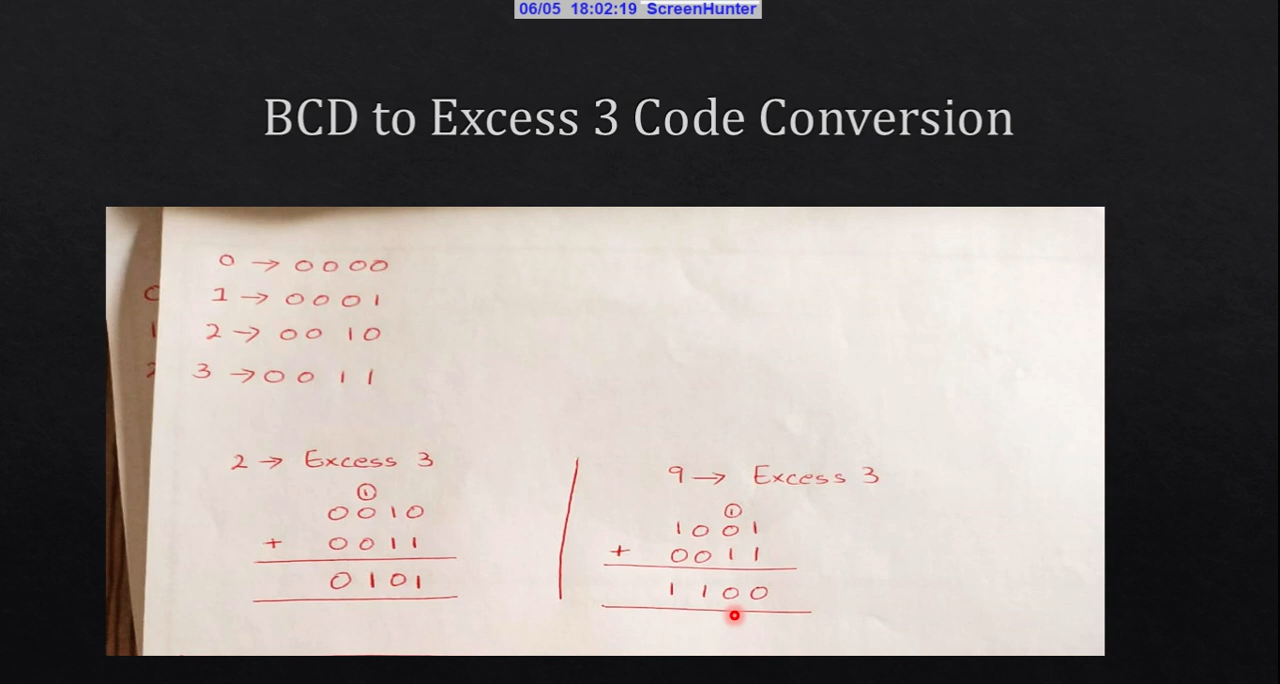 06/05 18:02:19 ScreenHunter
BCD to Excess 3 Code Conversion
0 → 0000
1 → 0001
2 → 0010
3 → 0011
2 → Excess 3
①
0010
+ 0011
0101
9 → Excess 3
①
1001
+ 0011
1100